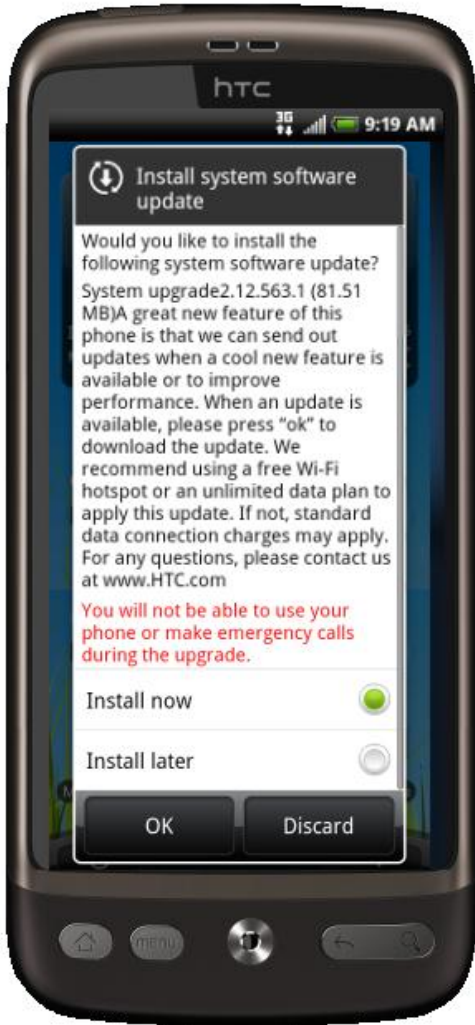 hTC
3G
9:19 AM
Install system software
update
Would you like to install the
following system software update?
System upgrade2.12.563.1 (81.51
MB)A great new feature of this
phone is that we can send out
updates when a cool new feature is
available or to improve
performance. When an update is
available, please press “ok” to
download the update. We
recommend using a free Wi-Fi
hotspot or an unlimited data plan to
apply this update. If not, standard
data connection charges may apply.
For any questions, please contact us
at www.HTC.com
You will not be able to use your
phone or make emergency calls
during the upgrade.
Install now
Install later
OK
Discard
menu